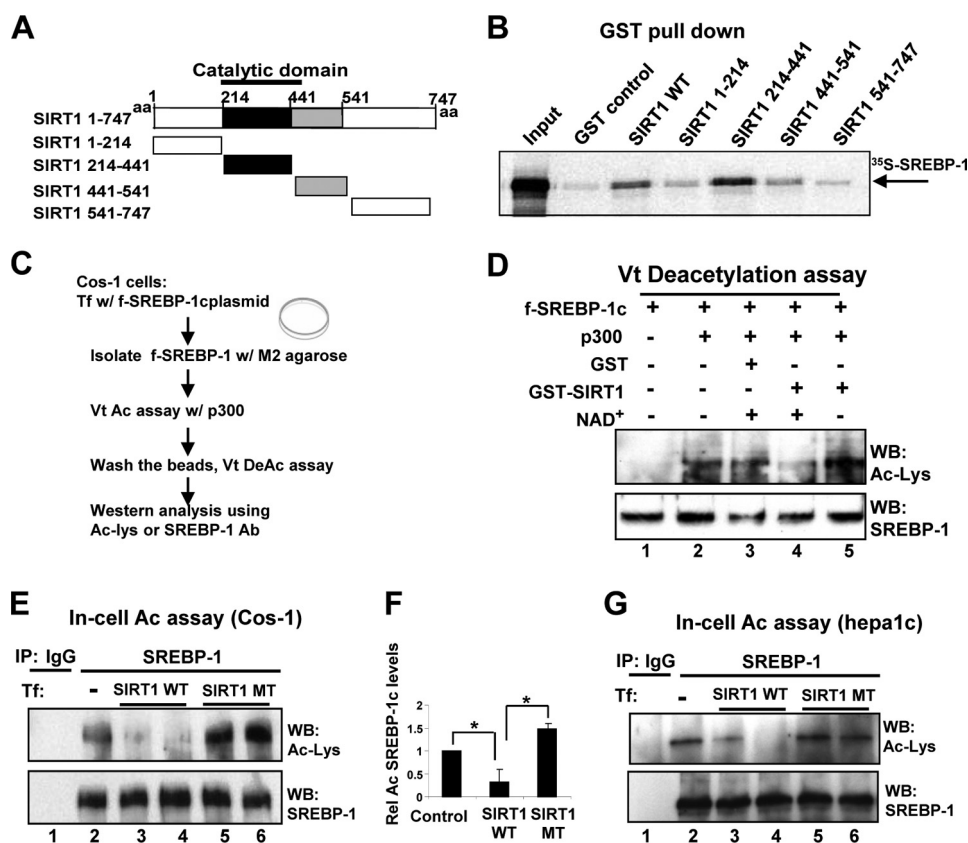 A
Catalytic domain
1 214 441 541 747
aa aa
SIRT1 1-747
SIRT1 1-214
SIRT1 214-441
SIRT1 441-541
SIRT1 541-747
B
GST pull down
Input
GST control
SIRT1 WT
SIRT1 1-214
SIRT1 214-441
SIRT1 441-541
SIRT1 541-747
³⁵S-SREBP-1
C
Cos-1 cells:
Tf w/ f-SREBP-1cplasmid
Isolate f-SREBP-1 w/ M2 agarose
Vt Ac assay w/ p300
Wash the beads, Vt DeAc assay
Western analysis using
Ac-lys or SREBP-1 Ab
D
Vt Deacetylation assay
f-SREBP-1c + + + + +
p300 - + + + +
GST - - + - -
GST-SIRT1 - - - + +
NAD⁺ - - + + -
WB:
Ac-Lys
WB:
SREBP-1
1 2 3 4 5
E
In-cell Ac assay (Cos-1)
IP: IgG SREBP-1
Tf: - SIRT1 WT SIRT1 MT
WB:
Ac-Lys
WB:
SREBP-1
1 2 3 4 5 6
F
Rel Ac SREBP-1c levels
2
1.5
1
0.5
0
* *
Control SIRT1 SIRT1
WT MT
G
In-cell Ac assay (hepa1c)
IP: IgG SREBP-1
Tf: - SIRT1 WT SIRT1 MT
WB:
Ac-Lys
WB:
SREBP-1
1 2 3 4 5 6